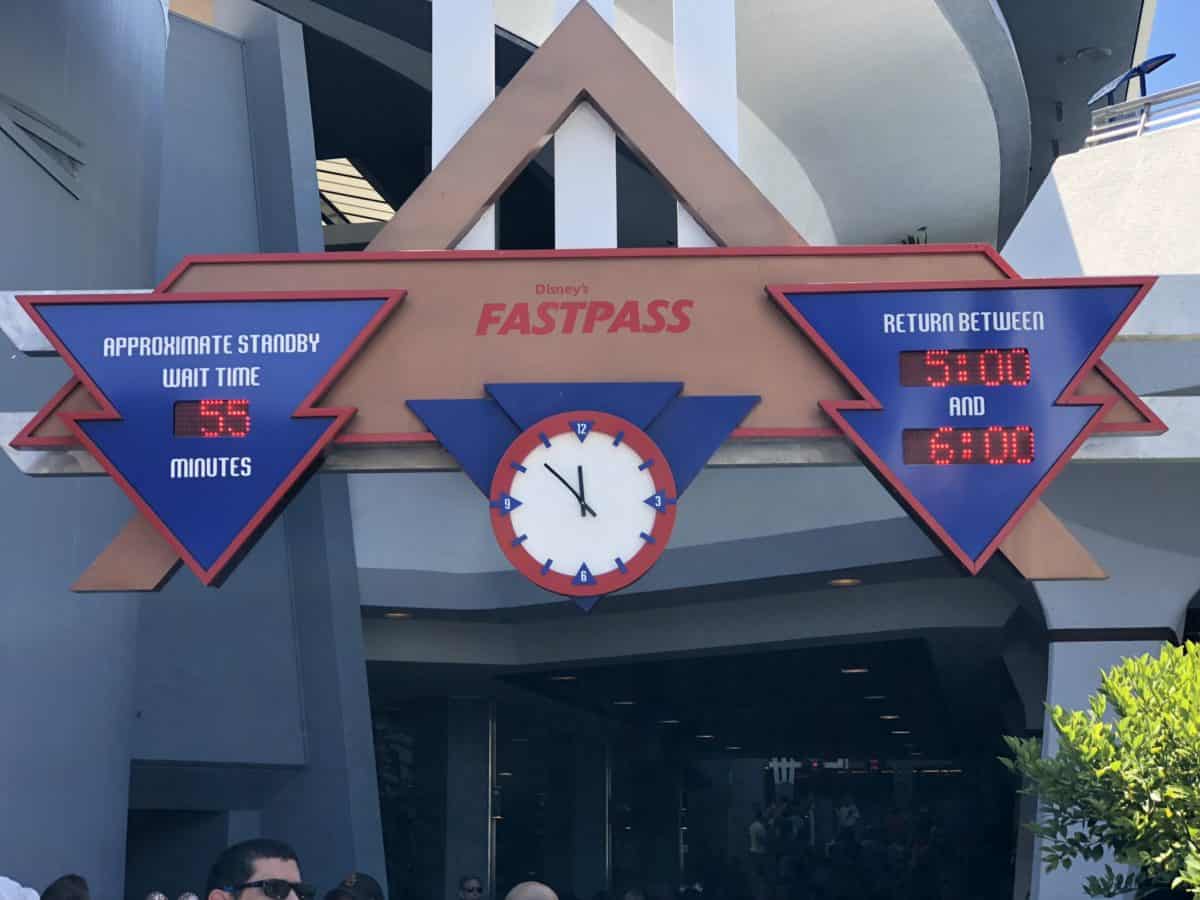 Disney's
FASTPASS
APPROXIMATE STANDBY
WAIT TIME
55
MINUTES
RETURN BETWEEN
5:00
AND
6:00
12
3
6
9